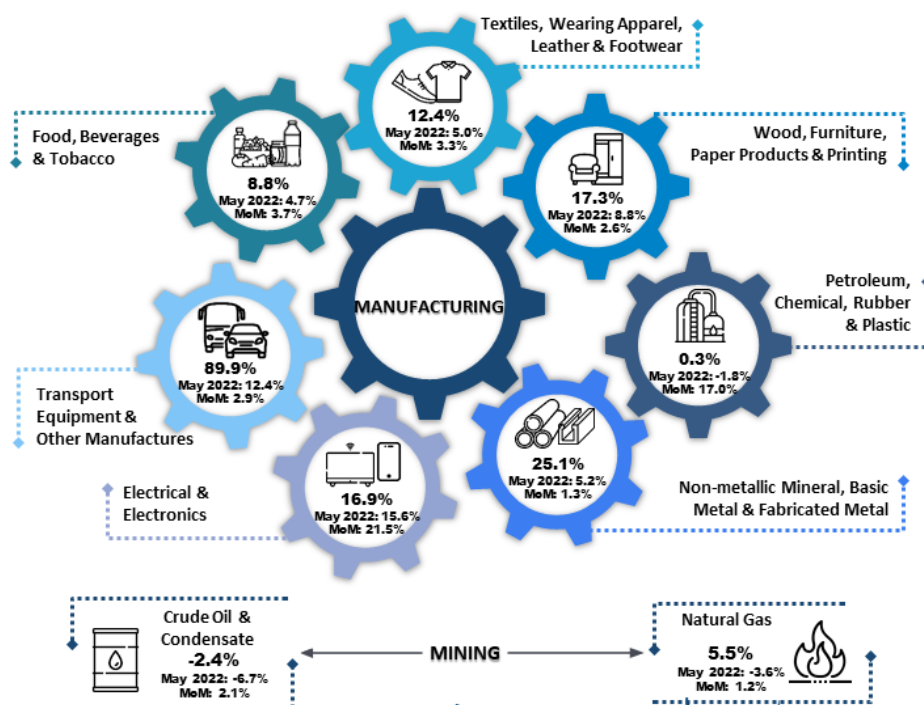 Textiles, Wearing Apparel,
Leather & Footwear
12.4%
May 2022: 5.0%
MoM: 3.3%
Food, Beverages
& Tobacco
8.8%
May 2022: 4.7%
MoM: 3.7%
Wood, Furniture,
Paper Products & Printing
17.3%
May 2022: 8.8%
MoM: 2.6%
MANUFACTURING
Petroleum,
Chemical, Rubber
& Plastic
0.3%
May 2022: -1.8%
MoM: 17.0%
89.9%
May 2022: 12.4%
MoM: 2.9%
Transport
Equipment &
Other Manufactures
25.1%
May 2022: 5.2%
MoM: 1.3%
Non-metallic Mineral, Basic
Metal & Fabricated Metal
Electrical &
Electronics
16.9%
May 2022: 15.6%
MoM: 21.5%
Crude Oil &
Condensate
-2.4%
May 2022: -6.7%
MoM: 2.1%
MINING
Natural Gas
5.5%
May 2022: -3.6%
MoM: 1.2%